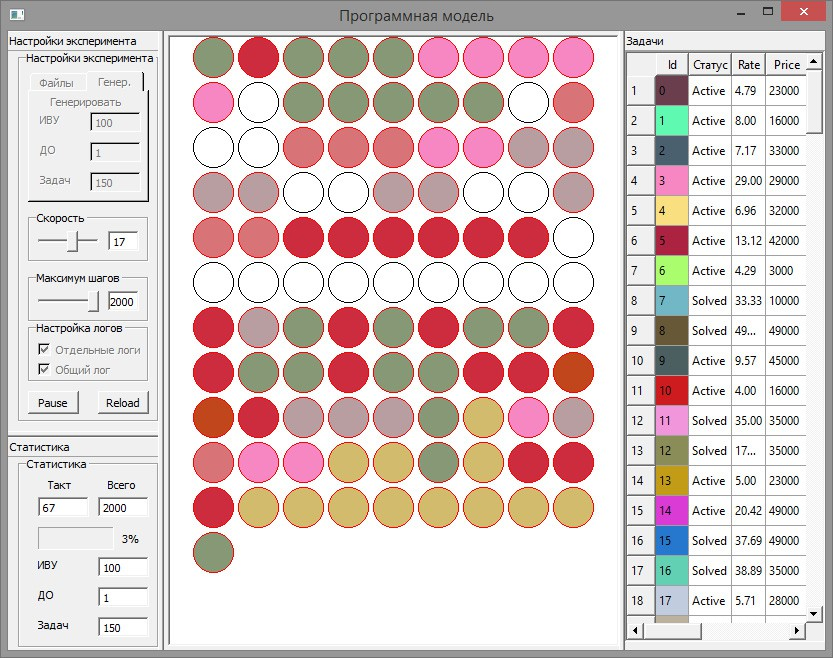 Программная модель
Настройки эксперимента
Настройки эксперимента
Файлы Генер.
Генерировать
ИВУ 100
ДО 1
Задач 150
Скорость
17
Максимум шагов
2000
Настройка логов
Отдельные логи
Общий лог
Pause Reload
Статистика
Статистика
Такт Всего
67 2000
3%
ИВУ 100
ДО 1
Задач 150
Задачи
Id Статус Rate Price
1 0 Active 4.79 23000
2 1 Active 8.00 16000
3 2 Active 7.17 33000
4 3 Active 29.00 29000
5 4 Active 6.96 32000
6 5 Active 13.12 42000
7 6 Active 4.29 3000
8 7 Solved 33.33 10000
9 8 Solved 49... 49000
10 9 Active 9.57 45000
11 10 Active 4.00 16000
12 11 Solved 35.00 35000
13 12 Solved 17... 35000
14 13 Active 5.00 23000
15 14 Active 20.42 49000
16 15 Solved 37.69 49000
17 16 Solved 38.89 35000
18 17 Active 5.71 28000